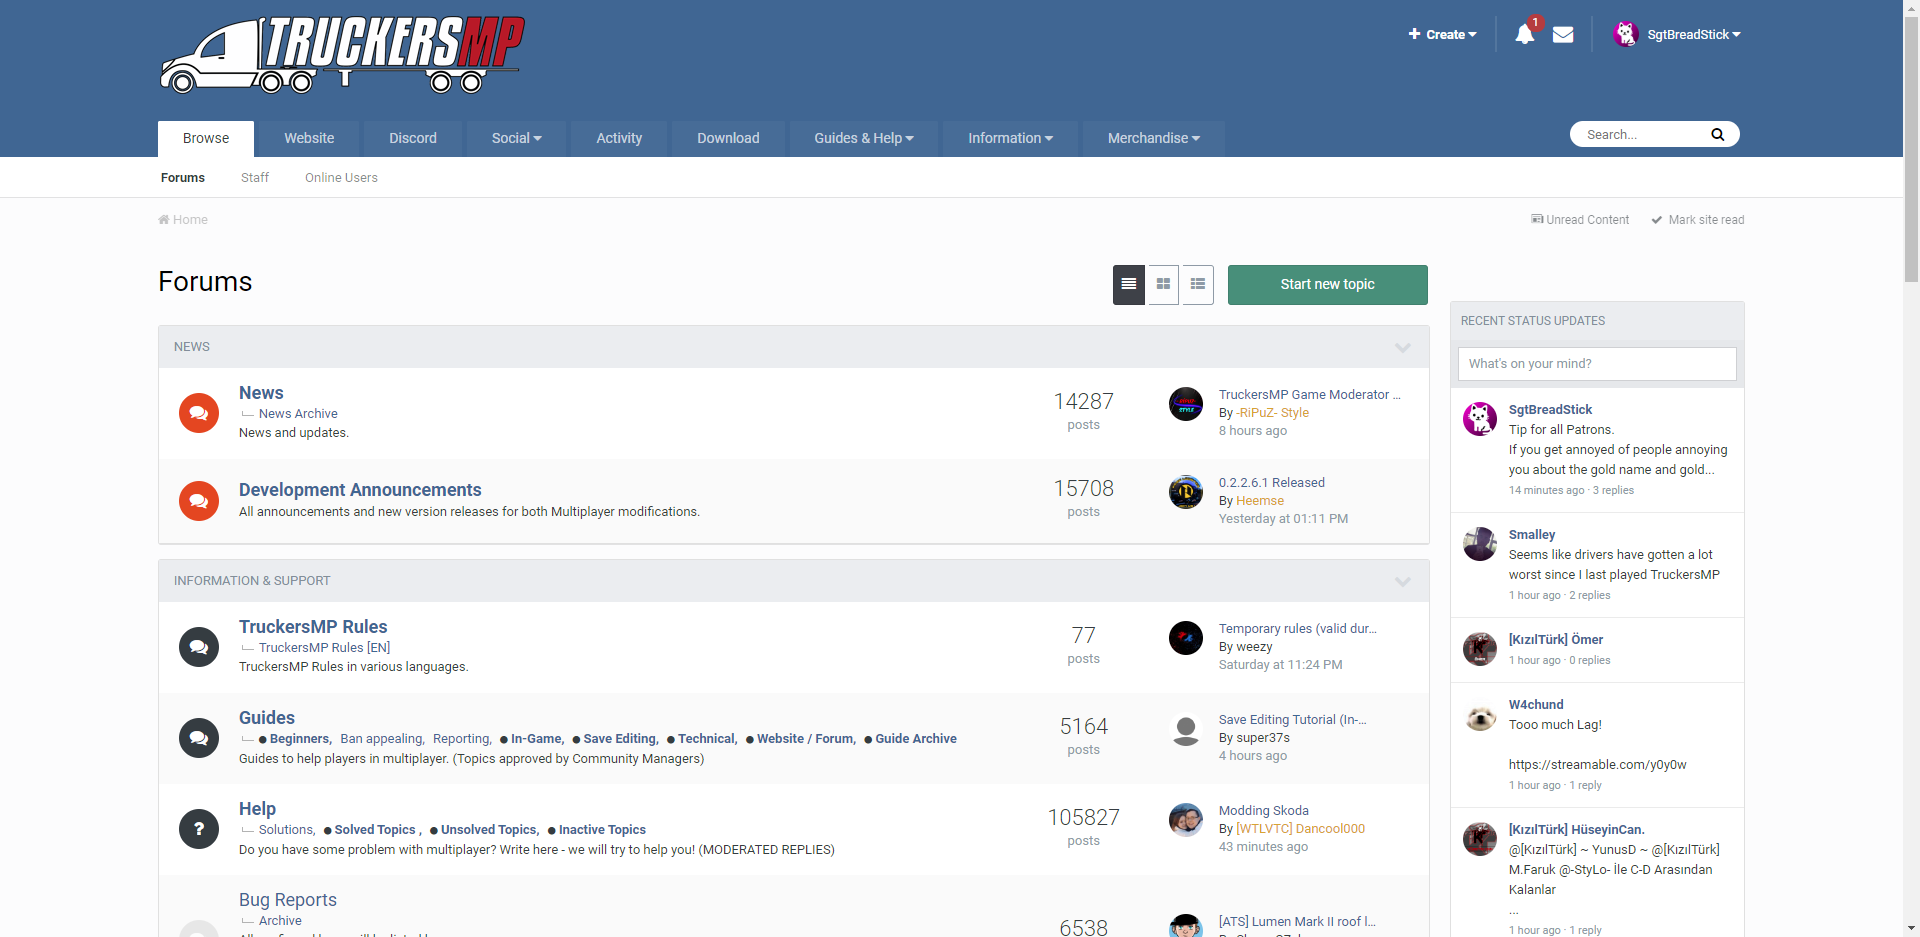 TRUCKERSMP
Create
1
SgtBreadStick
Browse
Website
Discord
Social
Activity
Download
Guides & Help
Information
Merchandise
Search...
Forums
Staff
Online Users
Home
Unread Content
Mark site read
Forums
Start new topic
NEWS
News
News Archive
News and updates.
14287
posts
TruckersMP Game Moderator ...
By -RiPuZ- Style
8 hours ago
Development Announcements
All announcements and new version releases for both Multiplayer modifications.
15708
posts
0.2.2.6.1 Released
By Heemse
Yesterday at 01:11 PM
INFORMATION & SUPPORT
TruckersMP Rules
TruckersMP Rules [EN]
TruckersMP Rules in various languages.
77
posts
Temporary rules (valid dur...
By weezy
Saturday at 11:24 PM
Guides
● Beginners, Ban appealing, Reporting, ● In-Game, ● Save Editing, ● Technical, ● Website / Forum, ● Guide Archive
Guides to help players in multiplayer. (Topics approved by Community Managers)
5164
posts
Save Editing Tutorial (In-...
By super37s
4 hours ago
Help
Solutions, ● Solved Topics , ● Unsolved Topics, ● Inactive Topics
Do you have some problem with multiplayer? Write here - we will try to help you! (MODERATED REPLIES)
105827
posts
Modding Skoda
By [WTLVTC] Dancool000
43 minutes ago
Bug Reports
Archive
6538
[ATS] Lumen Mark II roof l...
RECENT STATUS UPDATES
What's on your mind?
SgtBreadStick
Tip for all Patrons.
If you get annoyed of people annoying
you about the gold name and gold...
14 minutes ago · 3 replies
Smalley
Seems like drivers have gotten a lot
worst since I last played TruckersMP
1 hour ago · 2 replies
[KızılTürk] Ömer
1 hour ago · 0 replies
W4chund
Tooo much Lag!
https://streamable.com/y0y0w
1 hour ago · 1 reply
[KızılTürk] HüseyinCan.
@[KızılTürk] ~ YunusD ~ @[KızılTürk]
M.Faruk @-StyLo- İle C-D Arasından
Kalanlar
...
1 hour ago · 1 reply